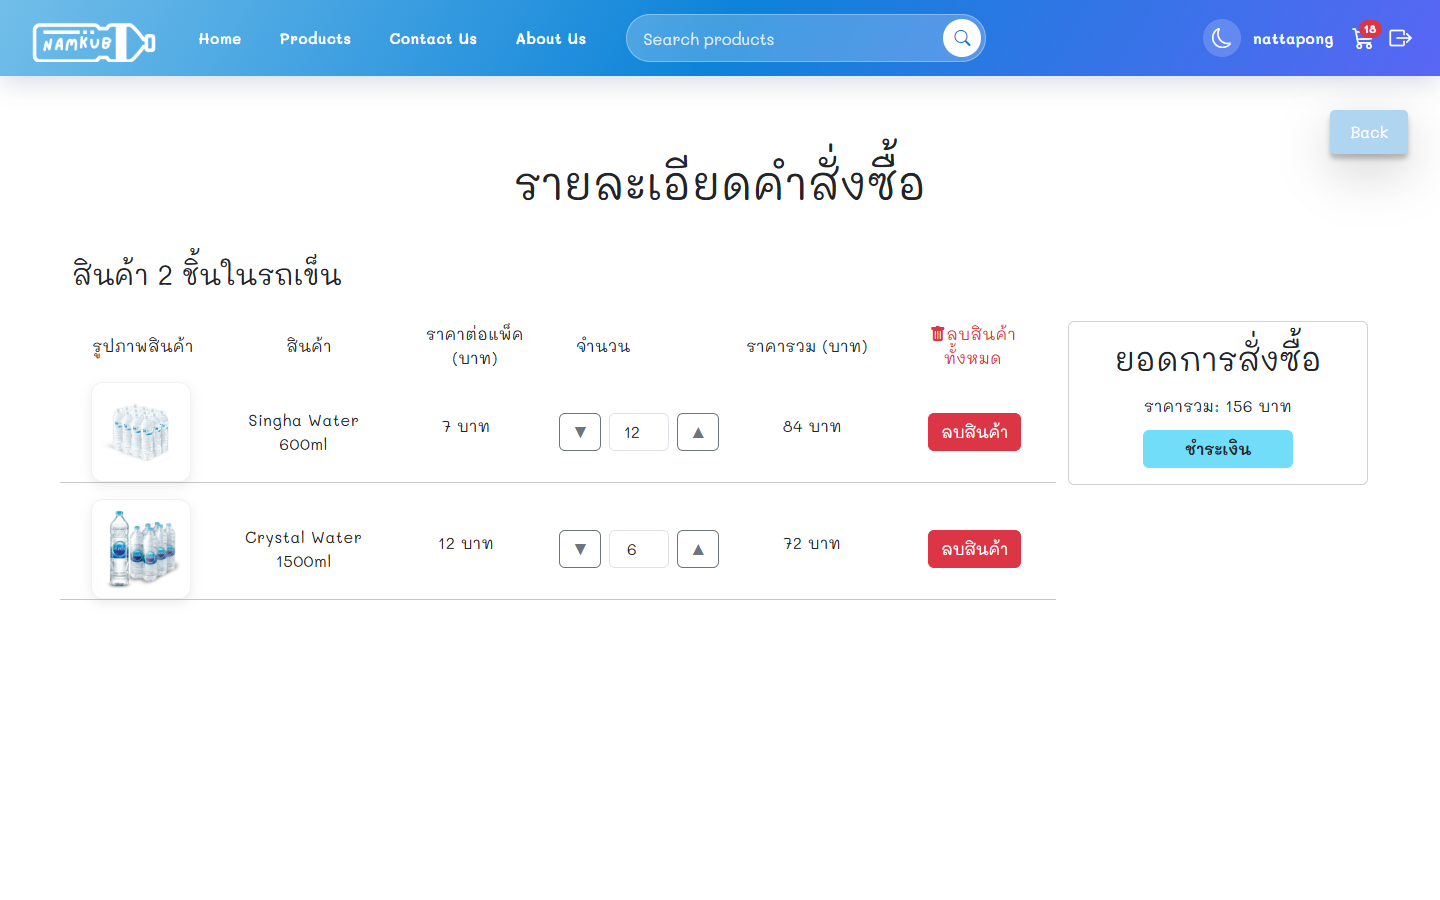 NAMKUB
Home
Products
Contact Us
About Us
Search products
nattapong
18
Back
รายละเอียดคำสั่งซื้อ
สินค้า 2 ชิ้นในรถเข็น
รูปภาพสินค้า
สินค้า
ราคาต่อแพ็ค
(บาท)
จำนวน
ราคารวม (บาท)
ลบสินค้า
ทั้งหมด
Singha Water
600ml
7 บาท
▼
12
▲
84 บาท
ลบสินค้า
Crystal Water
1500ml
12 บาท
▼
6
▲
72 บาท
ลบสินค้า
ยอดการสั่งซื้อ
ราคารวม: 156 บาท
ชำระเงิน